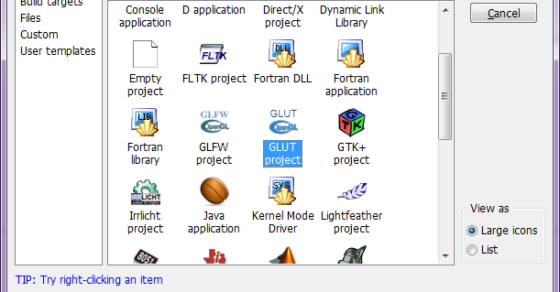 Build targets
Files
Custom
User templates
Console application
D application
Direct/X project
Dynamic Link Library
Empty project
FLTK
FLTK project
DLL
Fortran DLL
Fortran application
LIB
Fortran library
GLFW
OpenGL
GLFW project
GLUT
OpenGL
GLUT project
GTK
GTK+ project
IRRLICHT
Irrlicht project
Java application
SYS
Kernel Mode Driver
Lightfeather project
BOST
Cancel
View as
Large icons
List
TIP: Try right-clicking an item